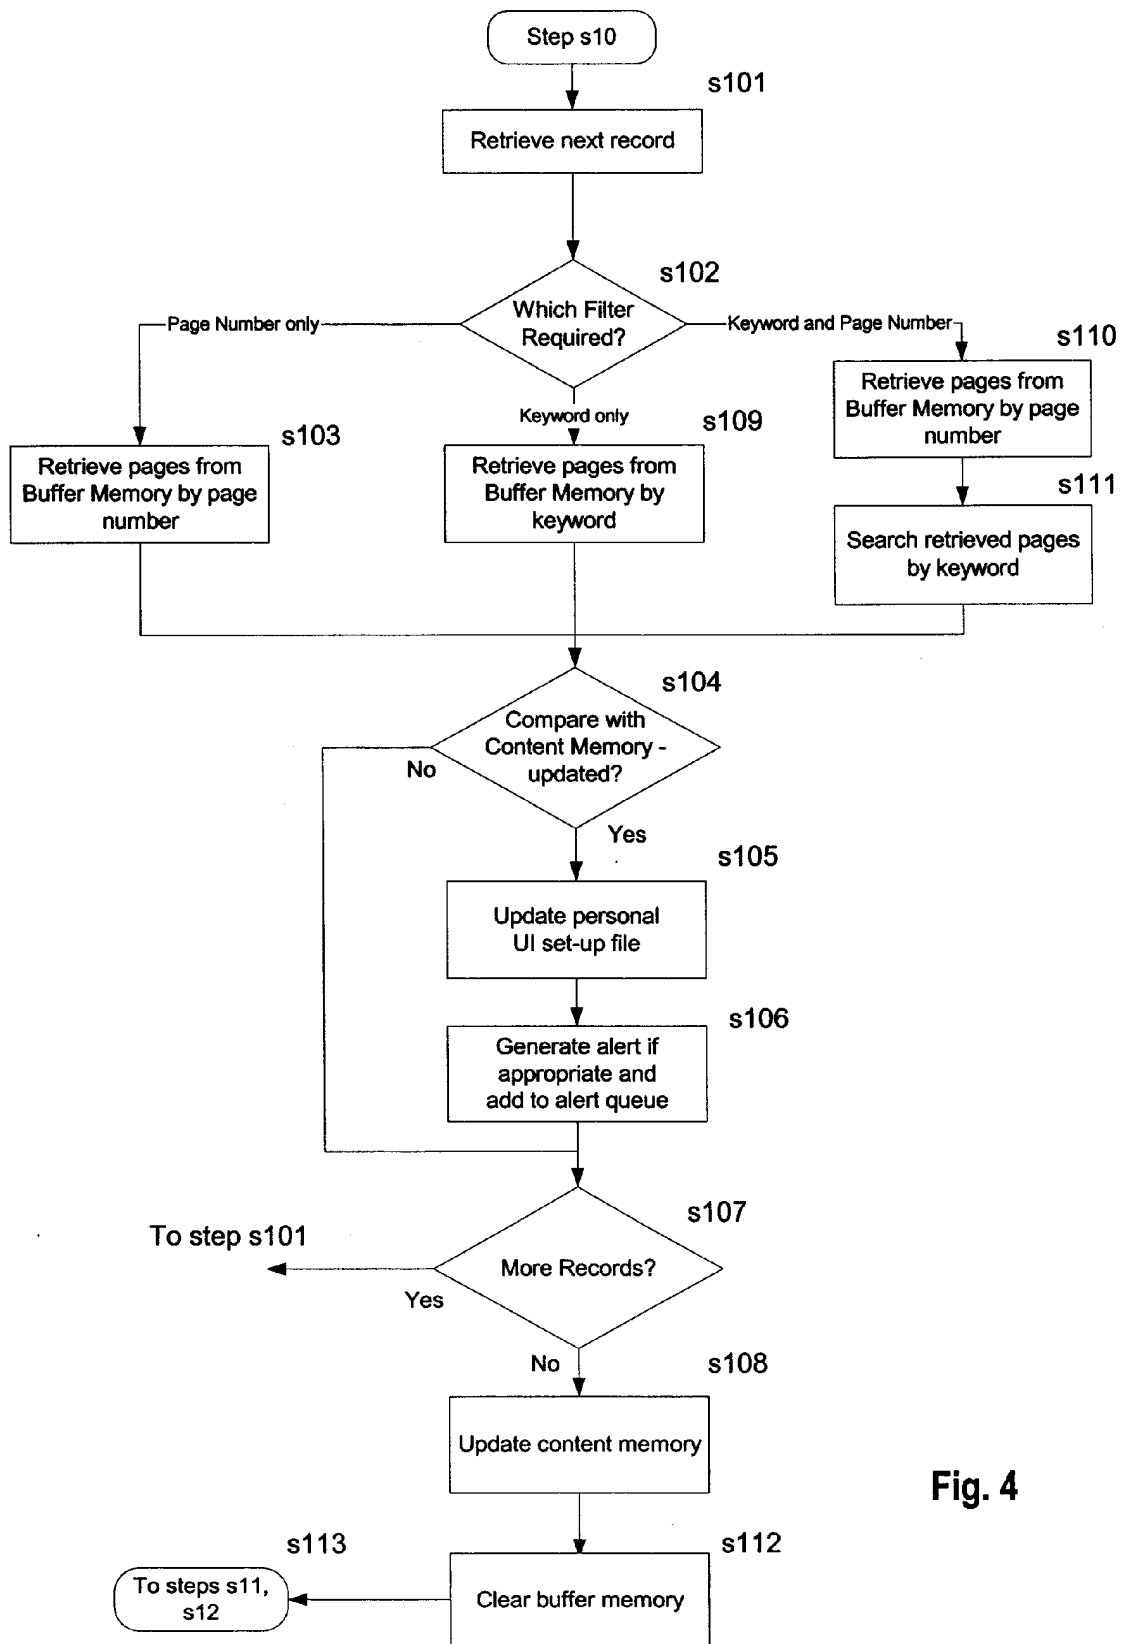 Step s10
s101
Retrieve next record
s102
Which Filter
Required?
Page Number only
Keyword and Page Number
Keyword only
s110
Retrieve pages from
Buffer Memory by page
number
s103
Retrieve pages from
Buffer Memory by page
number
s109
Retrieve pages from
Buffer Memory by
keyword
s111
Search retrieved pages
by keyword
s104
Compare with
Content Memory -
updated?
No
Yes
s105
Update personal
UI set-up file
s106
Generate alert if
appropriate and
add to alert queue
s107
To step s101
More Records?
Yes
No
s108
Update content memory
Fig. 4
s113
s112
To steps s11,
s12
Clear buffer memory